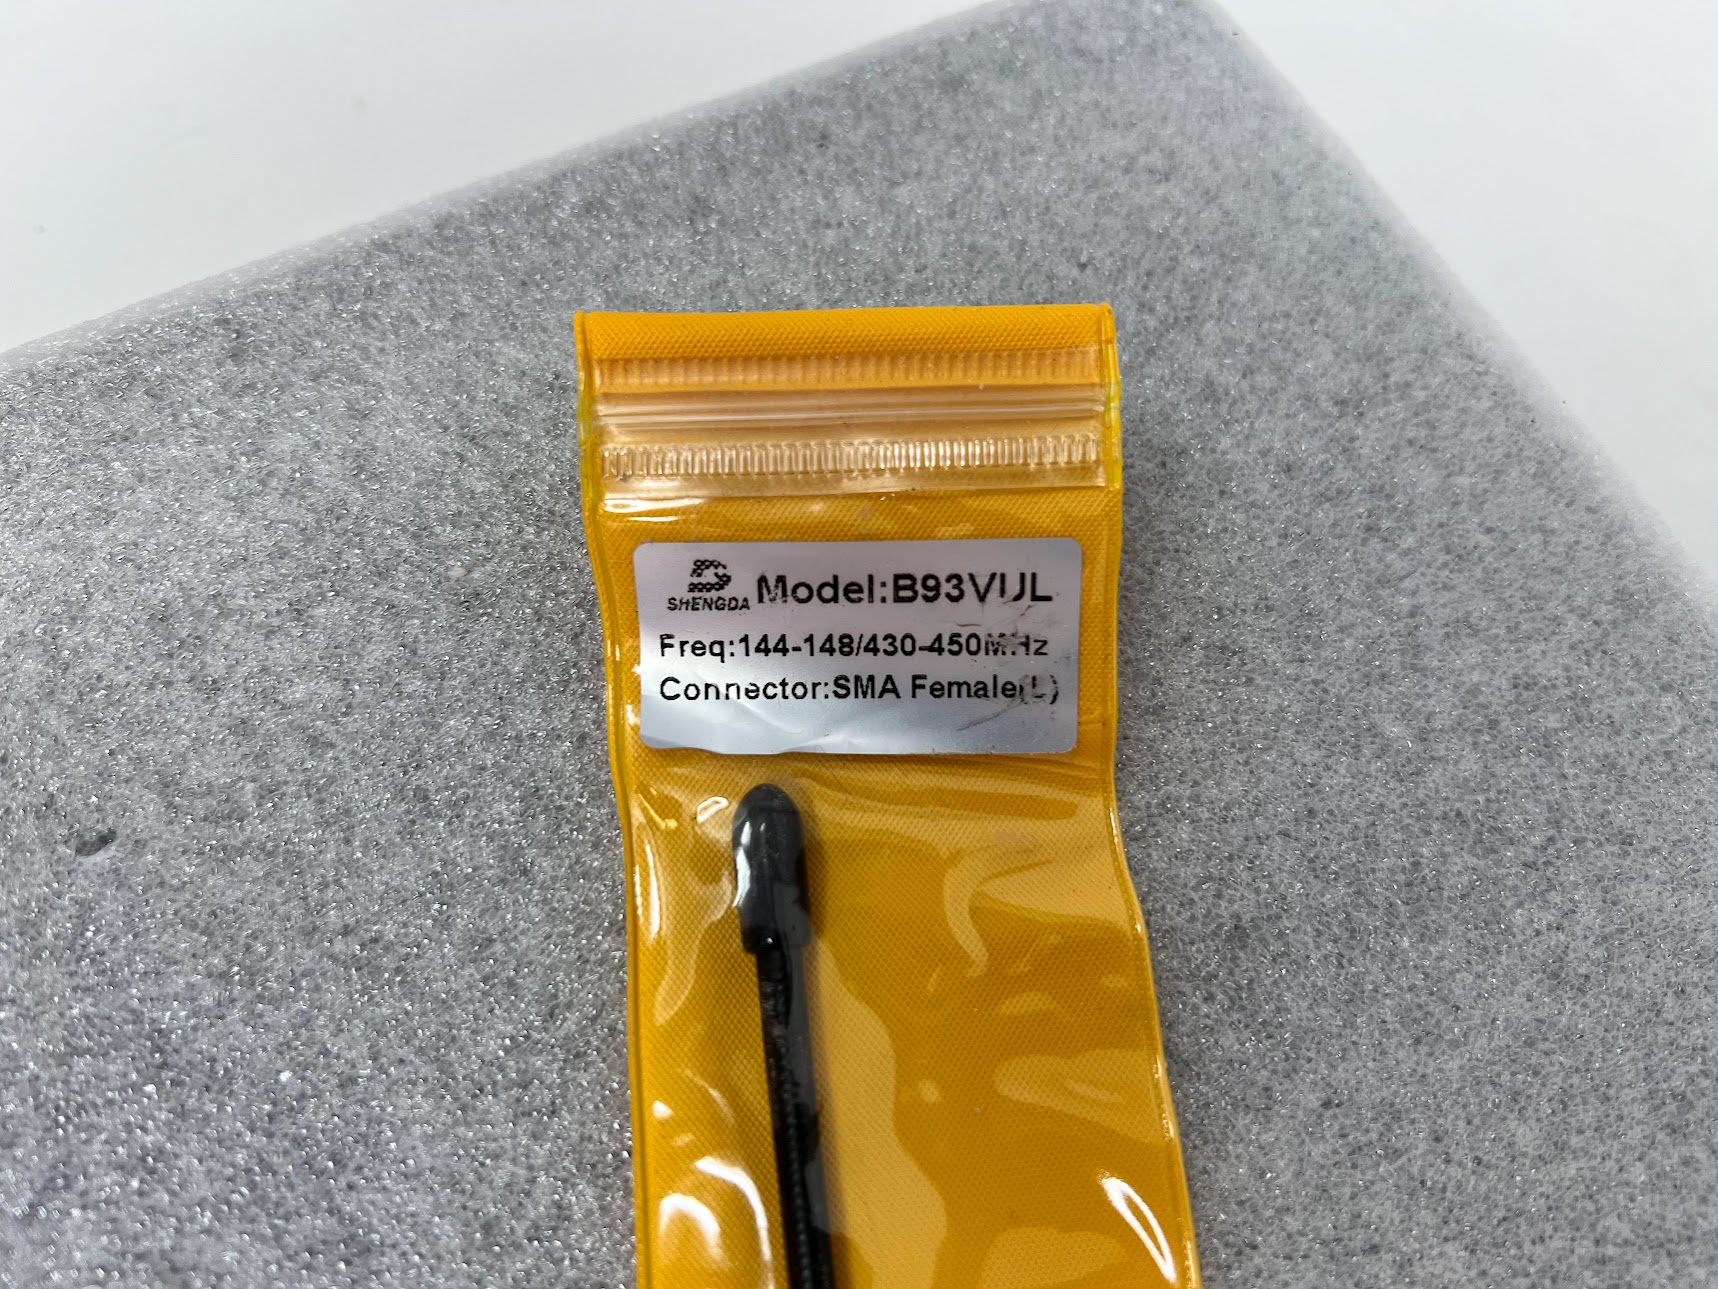 SHENGDA Model:B93VUL
Freq:144-148/430-450MHz
Connector:SMA Female(L)